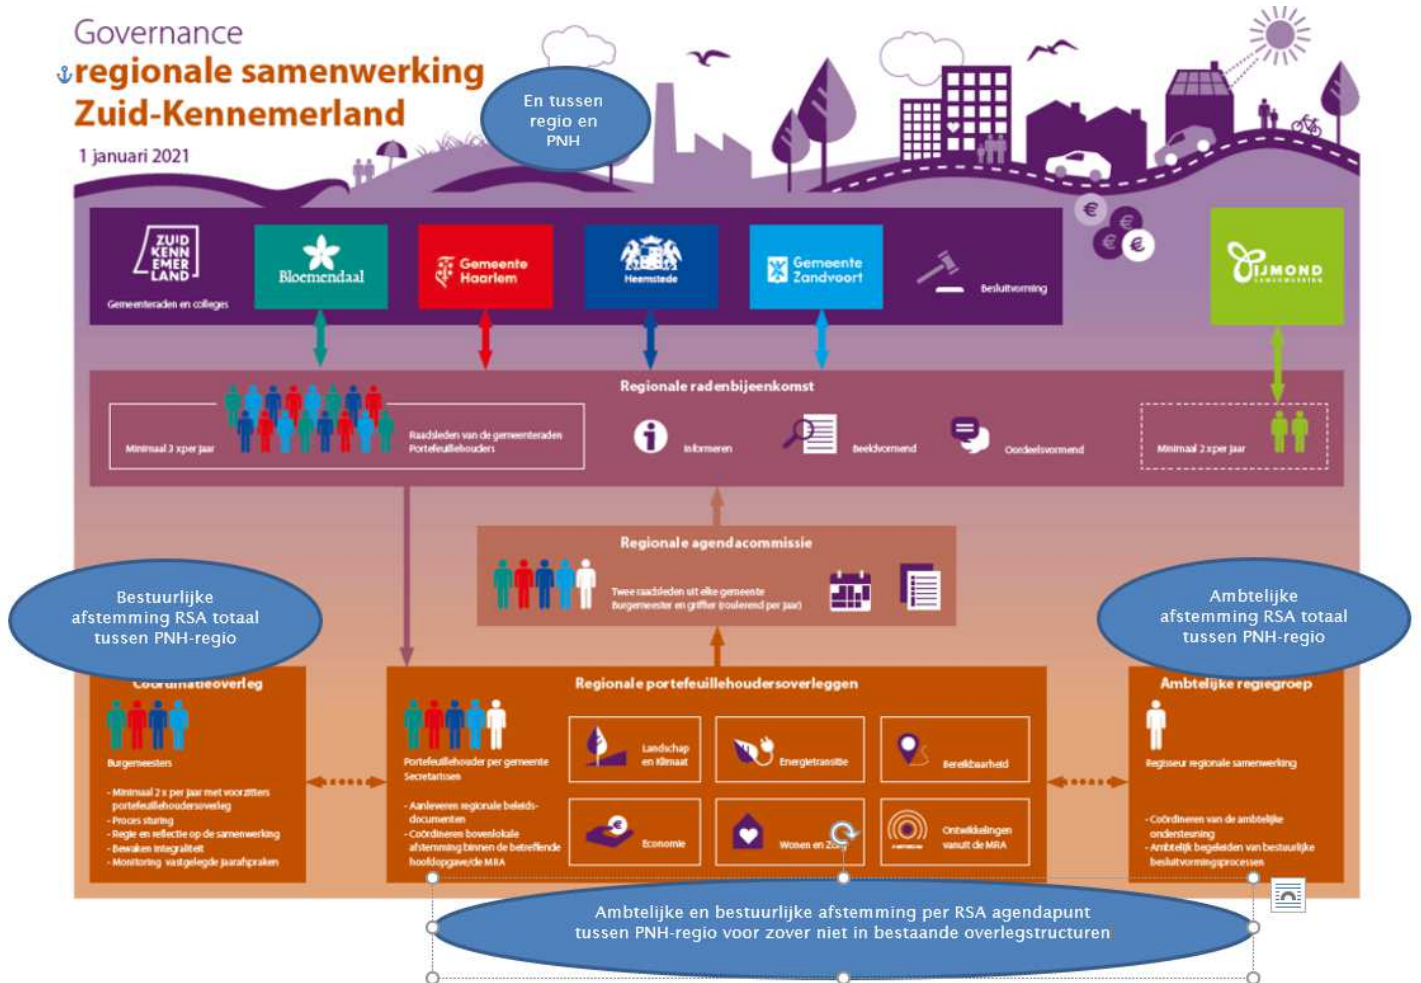 Governance
regionale samenwerking
Zuid-Kennemerland
1 januari 2021
En tussen
regio en
PNH
ZUID
KENN
EMER
LAND
Gemeenteraden en colleges
Bloemendaal
Gemeente
Haarlem
Heemstede
Gemeente
Zandvoort
Besluitvorming
IJMOND
SAMENWERKING
Regionale radenbijeenkomst
Minimaal 3 x per jaar
Raadsleden van de gemeenteraden
Portefeuillehouders
Informeren
Beeldvormend
Oordeelsvormend
Minimaal 2 x per jaar
Regionale agendacommissie
Twee raadsleden uit elke gemeente
Burgemeester en griffier (roulerend per jaar)
Bestuurlijke
afstemming RSA totaal
tussen PNH-regio
Ambtelijke
afstemming RSA totaal
tussen PNH-regio
Coördinatieoverleg
Burgemeesters
- Minimaal 2 x per jaar met voorzitters
portefeuillehoudersoverleg
- Proces sturing
- Regie en reflectie op de samenwerking
- Bewaken integraliteit
- Monitoring vastgelegde jaarafspraken
Regionale portefeuillehoudersoverleggen
Portefeuillehouder per gemeente
Secretarissen
- Aanleveren regionale beleids-
documenten
- Coördineren bovenlokale
afstemming binnen de betreffende
hoofdopgave/de MRA
Landschap
en Klimaat
Energietransitie
Bereikbaarheid
Economie
Wonen en
Ontwikkelingen
vanuit de MRA
Ambtelijke regiegroep
Regisseur regionale samenwerking
- Coördineren van de ambtelijke
ondersteuning
- Ambtelijk begeleiden van bestuurlijke
besluitvormingsprocessen
Ambtelijke en bestuurlijke afstemming per RSA agendapunt
tussen PNH-regio voor zover niet in bestaande overlegstructuren